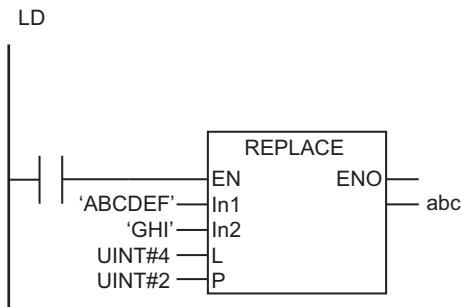 LD
REPLACE
EN ENO
‘ABCDEF’ In1 abc
‘GHI’ In2
UINT#4 L
UINT#2 P